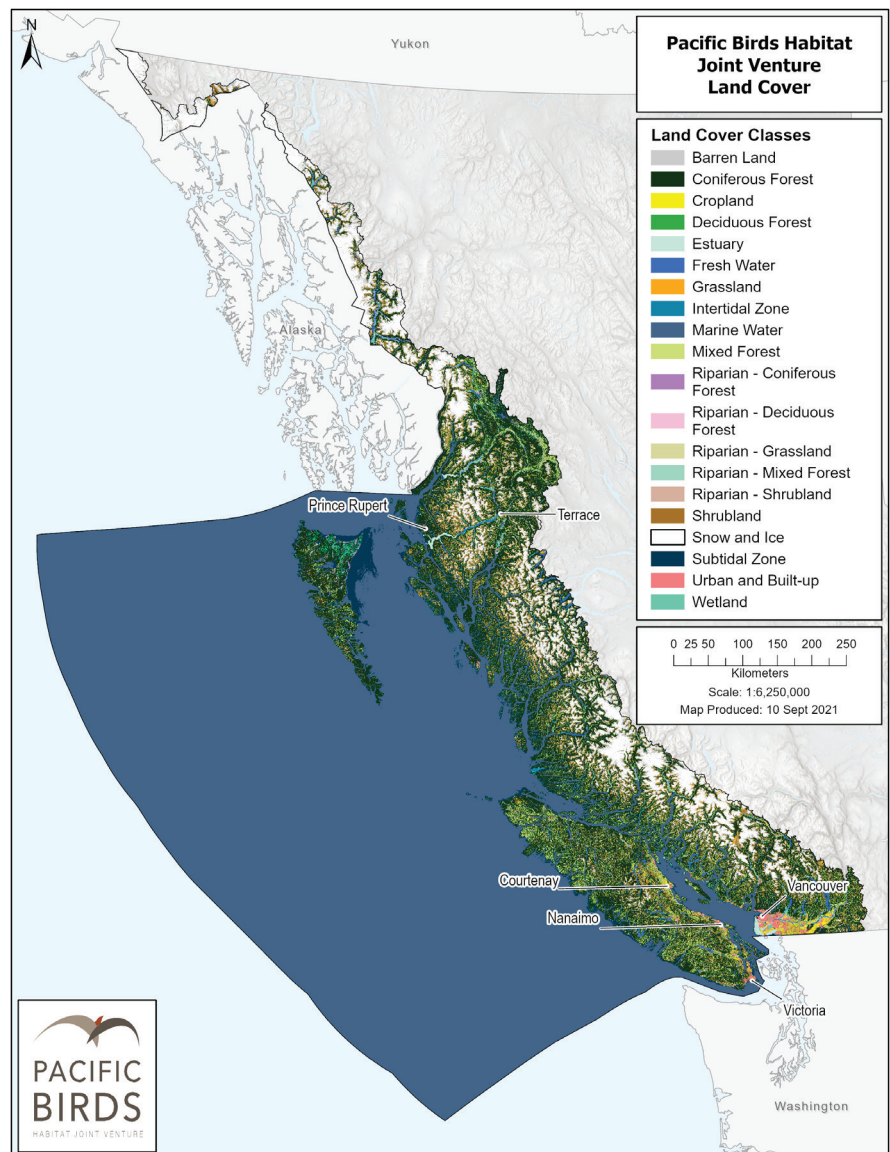 N
Yukon
Pacific Birds Habitat
Joint Venture
Land Cover
Land Cover Classes
Barren Land
Coniferous Forest
Cropland
Deciduous Forest
Estuary
Fresh Water
Grassland
Intertidal Zone
Marine Water
Mixed Forest
Riparian - Coniferous
Forest
Riparian - Deciduous
Forest
Riparian - Grassland
Riparian - Mixed Forest
Riparian - Shrubland
Shrubland
Snow and Ice
Subtidal Zone
Urban and Built-up
Wetland
0 25 50 100 150 200 250
Kilometers
Scale: 1:6,250,000
Map Produced: 10 Sept 2021
Alaska
Prince Rupert
Terrace
Courtenay
Vancouver
Nanaimo
Victoria
Washington
PACIFIC
BIRDS
HABITAT JOINT VENTURE